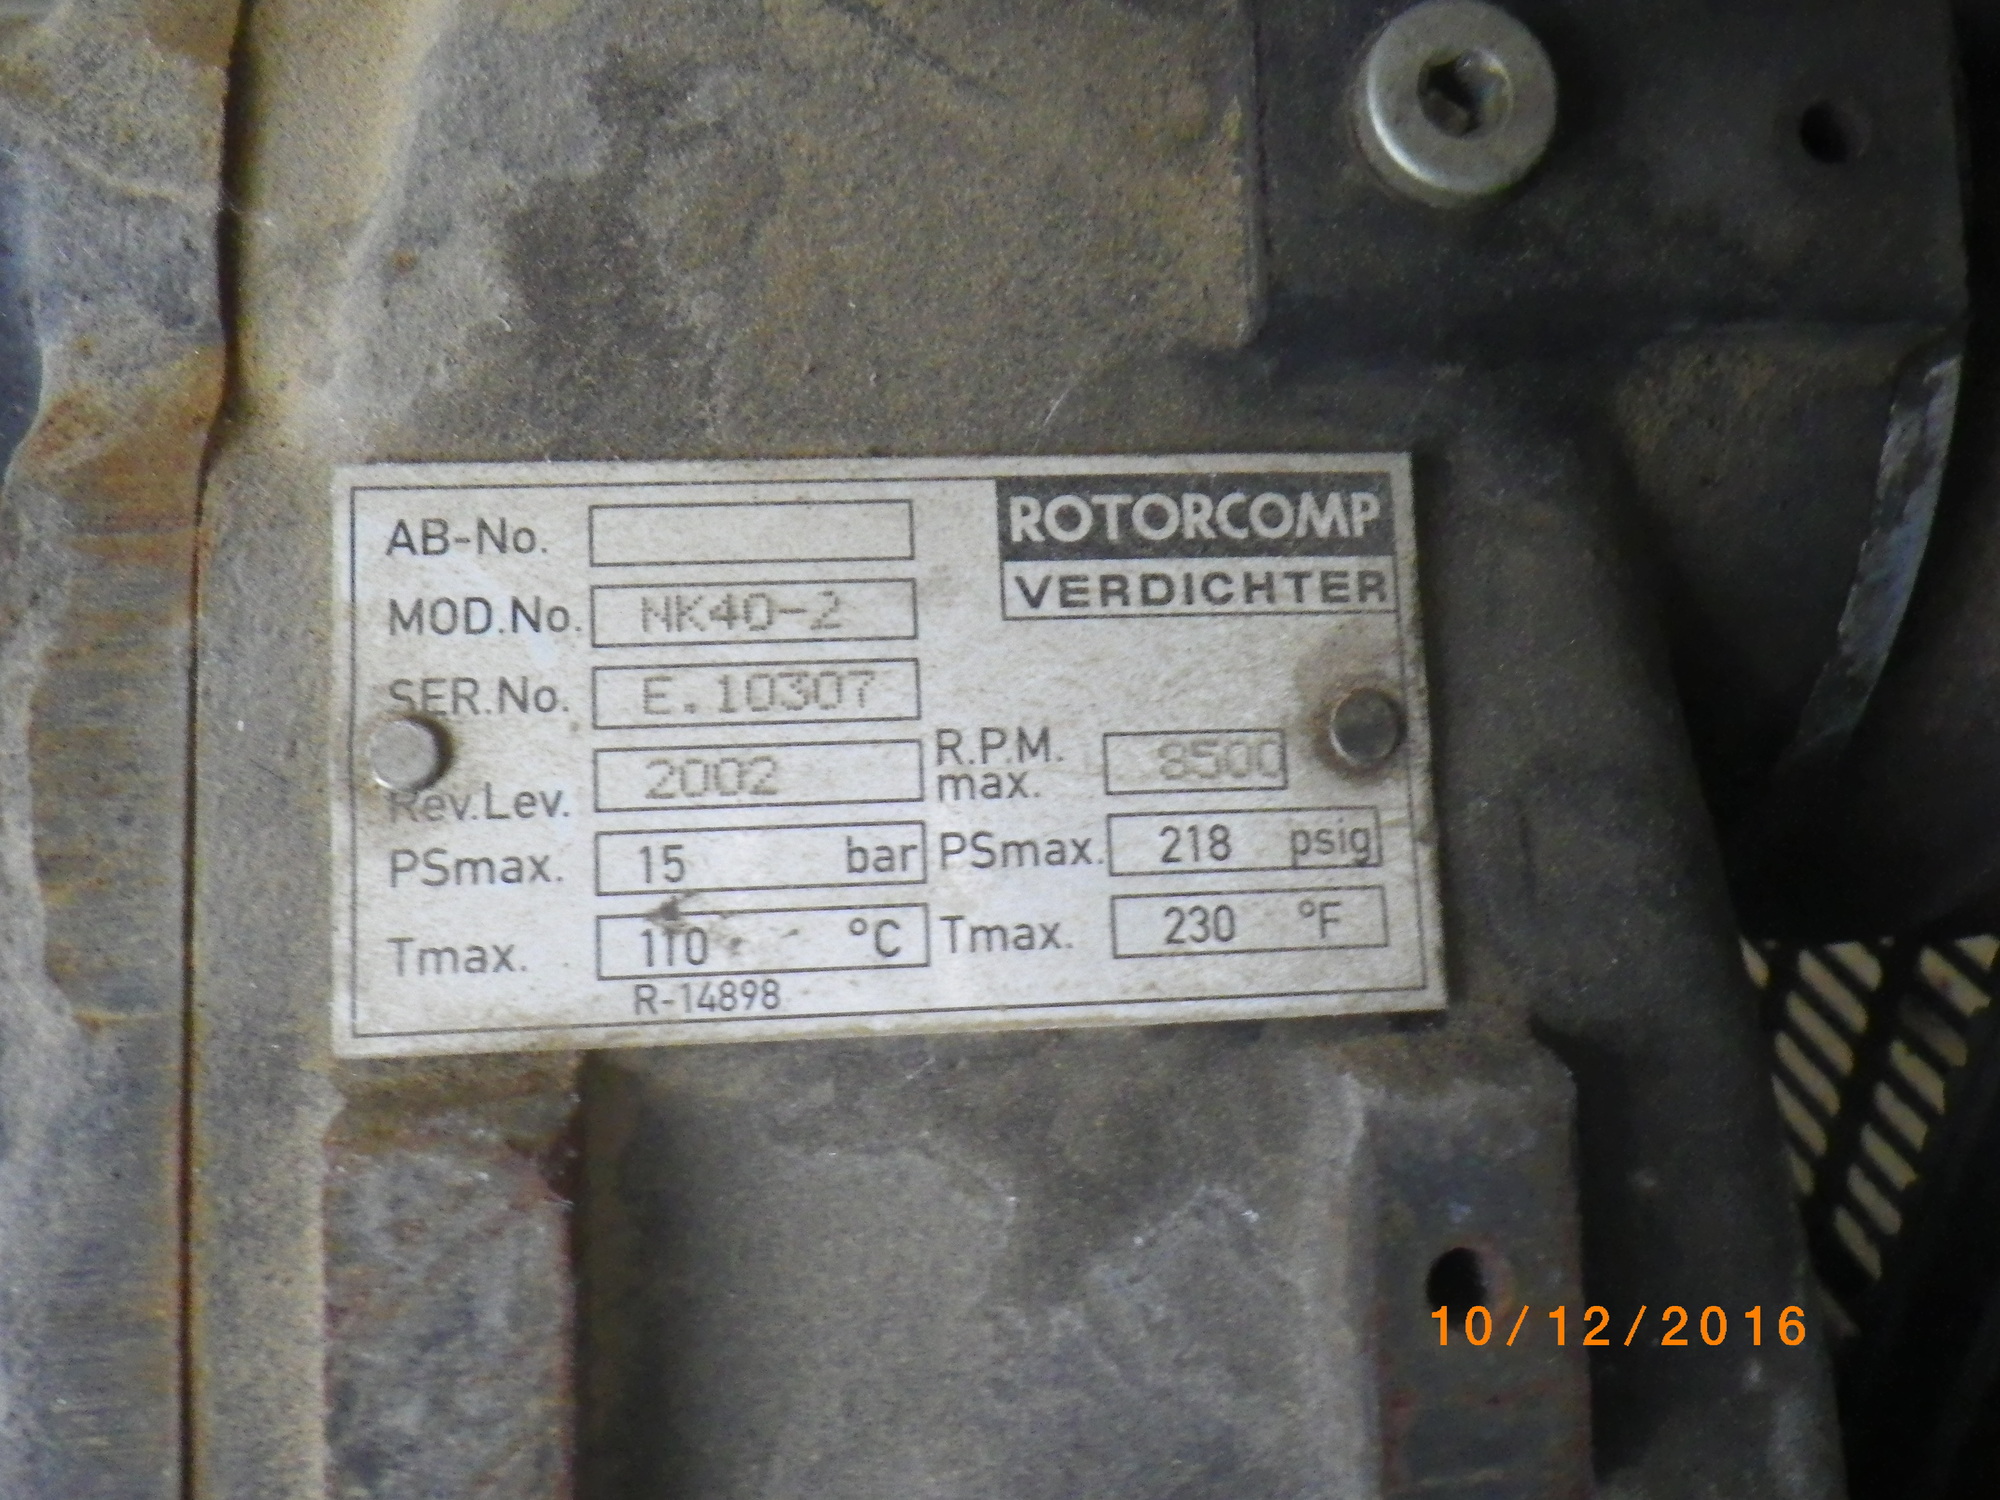 ROTORCOMP
VERDICHTER
AB-No.
MOD.No. NK40-2
SER.No. E.10307
Rev.Lev. 2002 R.P.M. max. 8500
PSmax. 15 bar PSmax. 218 psig
Tmax. 110 °C Tmax. 230 °F
R-14898
10/12/2016